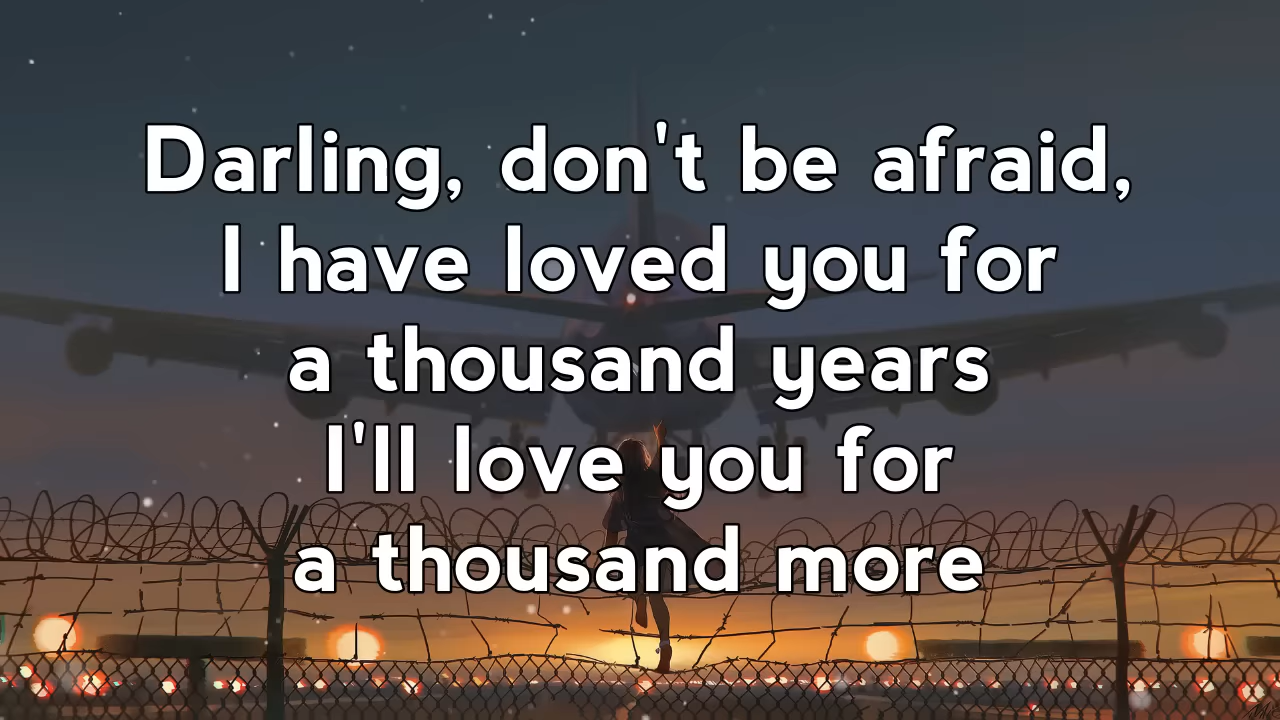 Darling, don't be afraid,
I have loved you for
a thousand years
I'll love you for
a thousand more